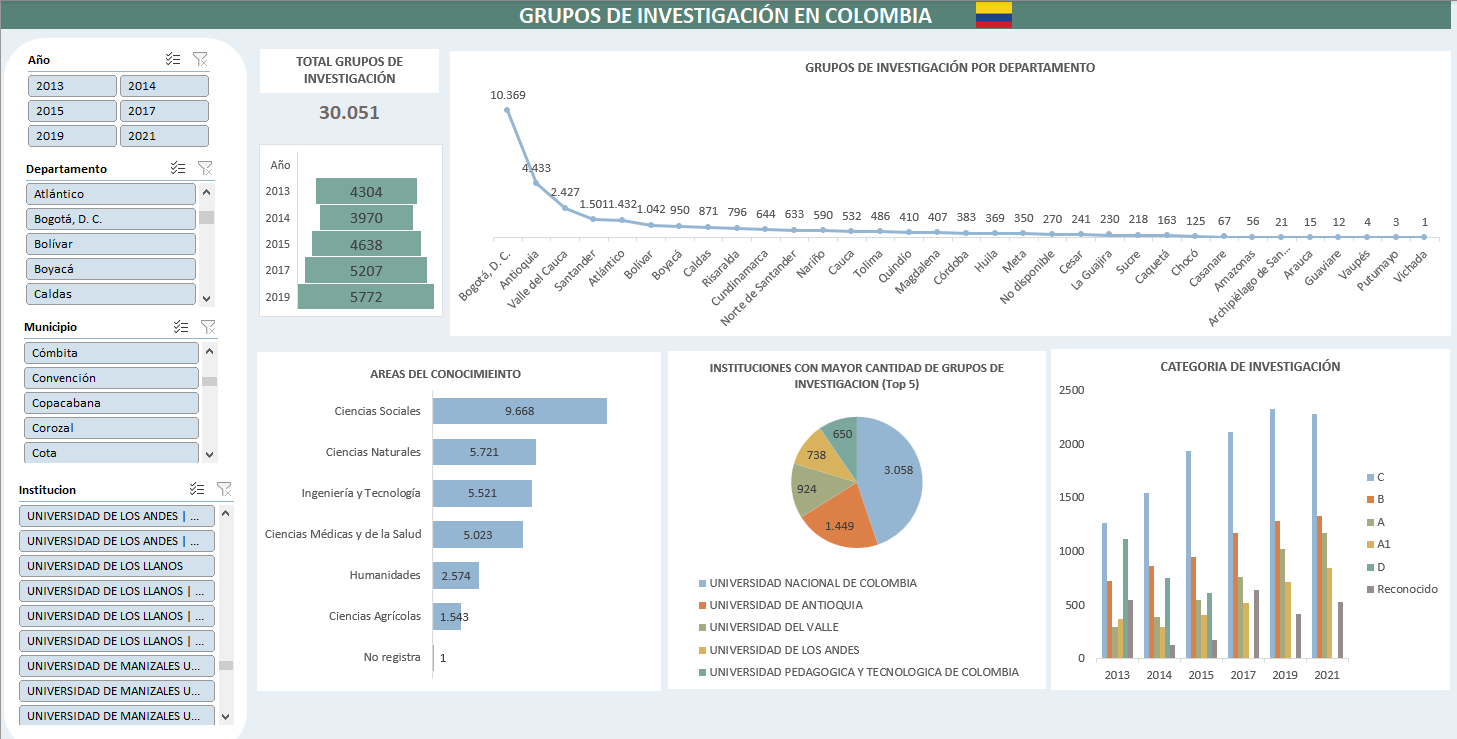 GRUPOS DE INVESTIGACIÓN EN COLOMBIA
Año
2013
2014
2015
2017
2019
2021
Departamento
Atlántico
Bogotá, D. C.
Bolívar
Boyacá
Caldas
Municipio
Cómbita
Convención
Copacabana
Corozal
Cota
Institucion
UNIVERSIDAD DE LOS ANDES | ...
UNIVERSIDAD DE LOS ANDES | ...
UNIVERSIDAD DE LOS LLANOS
UNIVERSIDAD DE LOS LLANOS | ...
UNIVERSIDAD DE LOS LLANOS | ...
UNIVERSIDAD DE LOS LLANOS | ...
UNIVERSIDAD DE MANIZALES U...
UNIVERSIDAD DE MANIZALES U...
UNIVERSIDAD DE MANIZALES U...
TOTAL GRUPOS DE
INVESTIGACIÓN
30.051
Año
2013 4304
2014 3970
2015 4638
2017 5207
2019 5772
GRUPOS DE INVESTIGACIÓN POR DEPARTAMENTO
10.369
4.433
2.427
1.501
1.432
1.042
950
871
796
644
633
590
532
486
410
407
383
369
350
270
241
230
218
163
125
67
56
21
15
12
4
3
1
Bogotá, D. C.
Antioquia
Valle del Cauca
Santander
Atlántico
Bolívar
Boyacá
Caldas
Risaralda
Cundinamarca
Norte de Santander
Nariño
Cauca
Tolima
Quindío
Magdalena
Córdoba
Huila
Meta
No disponible
Cesar
La Guajira
Sucre
Caquetá
Chocó
Casanare
Amazonas
Archipiélago de San...
Arauca
Guaviare
Vaupés
Putumayo
Vichada
AREAS DEL CONOCIMIEINTO
Ciencias Sociales 9.668
Ciencias Naturales 5.721
Ingeniería y Tecnología 5.521
Ciencias Médicas y de la Salud 5.023
Humanidades 2.574
Ciencias Agrícolas 1.543
No registra 1
INSTITUCIONES CON MAYOR CANTIDAD DE GRUPOS DE
INVESTIGACION (Top 5)
650
738
3.058
924
1.449
UNIVERSIDAD NACIONAL DE COLOMBIA
UNIVERSIDAD DE ANTIOQUIA
UNIVERSIDAD DEL VALLE
UNIVERSIDAD DE LOS ANDES
UNIVERSIDAD PEDAGOGICA Y TECNOLOGICA DE COLOMBIA
CATEGORIA DE INVESTIGACIÓN
2500
2000
1500
1000
500
0
2013
2014
2015
2017
2019
2021
C
B
A
A1
D
Reconocido